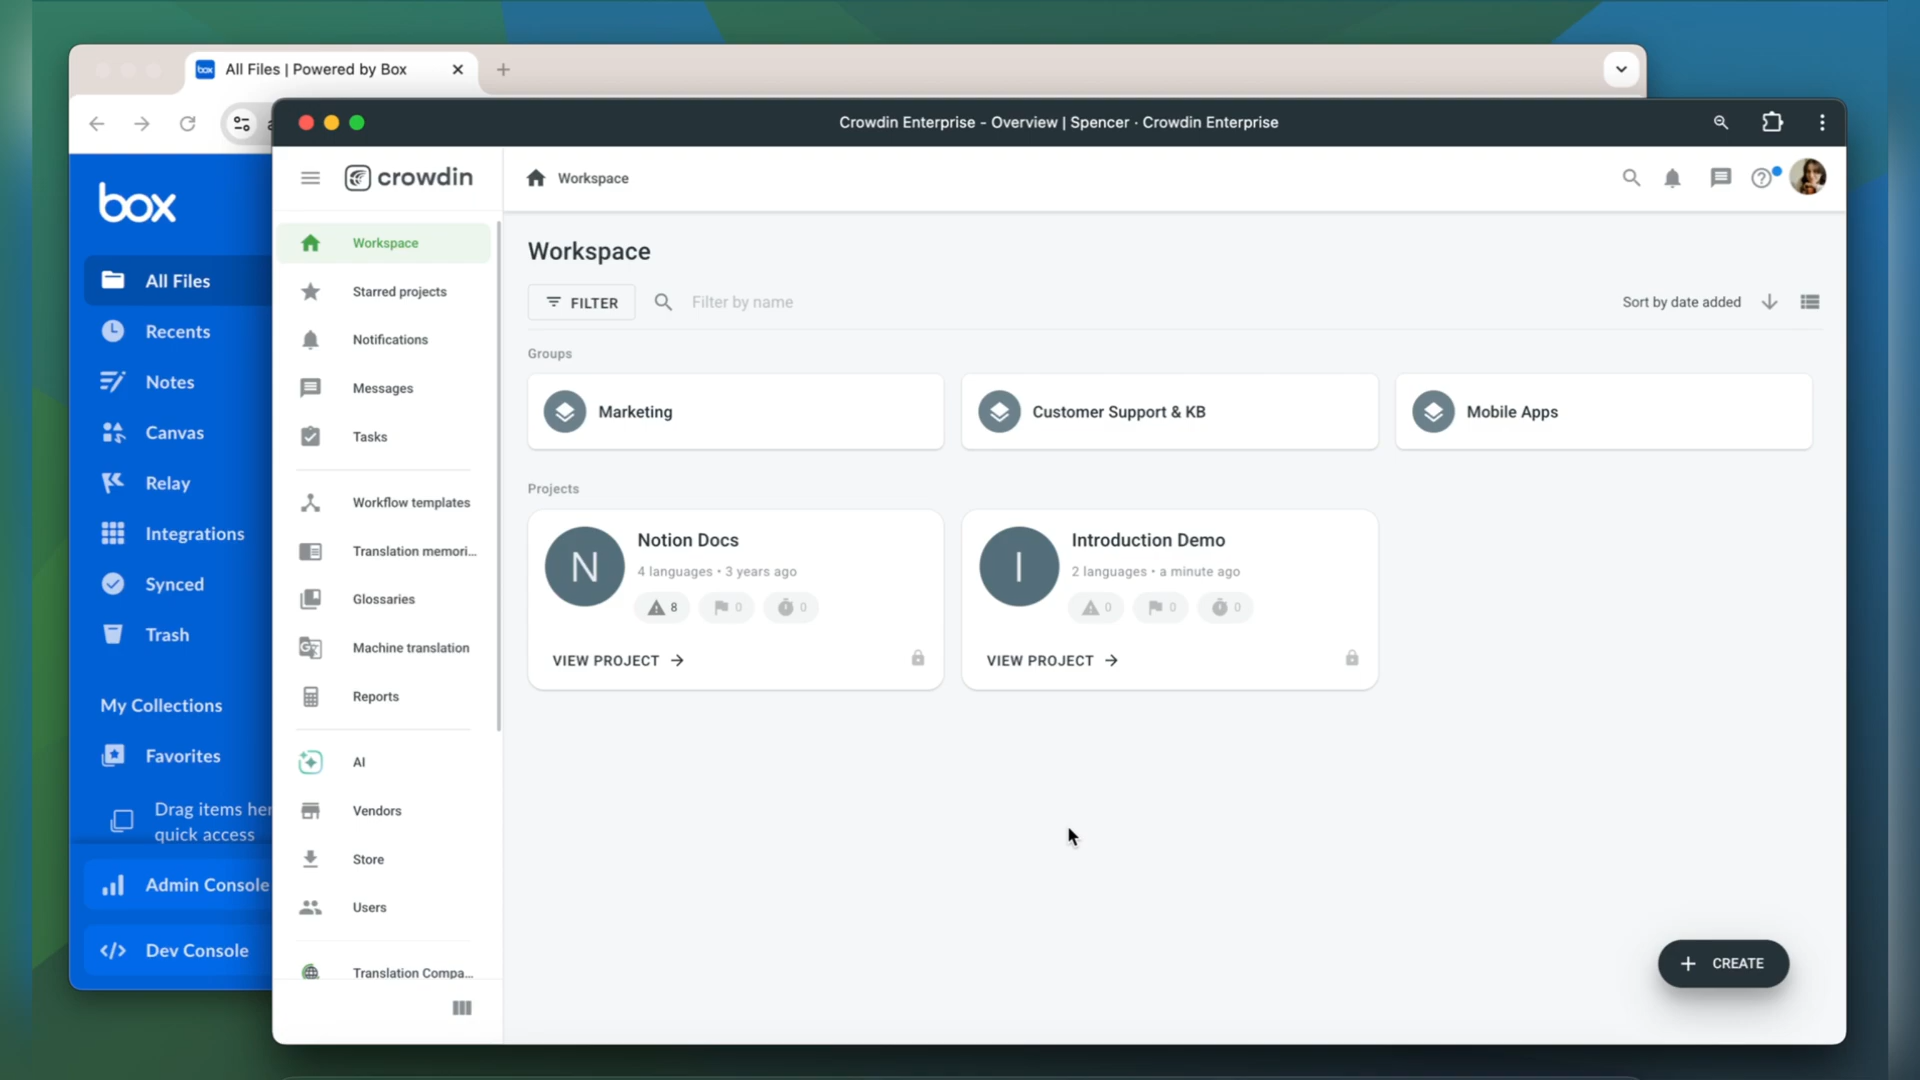 All Files | Powered by Box
box
All Files
Recents
Notes
Canvas
Relay
Integrations
Synced
Trash
My Collections
Favorites
Drag items her
quick access
Admin Console
Dev Console
Crowdin Enterprise - Overview | Spencer · Crowdin Enterprise
crowdin
Workspace
Starred projects
Notifications
Messages
Tasks
Workflow templates
Translation memori...
Glossaries
Machine translation
Reports
AI
Vendors
Store
Users
Translation Compa...
Workspace
Workspace
FILTER
Filter by name
Sort by date added
Groups
Marketing
Customer Support & KB
Mobile Apps
Projects
N
Notion Docs
4 languages • 3 years ago
8
0
0
VIEW PROJECT
I
Introduction Demo
2 languages • a minute ago
0
0
0
VIEW PROJECT
+ CREATE